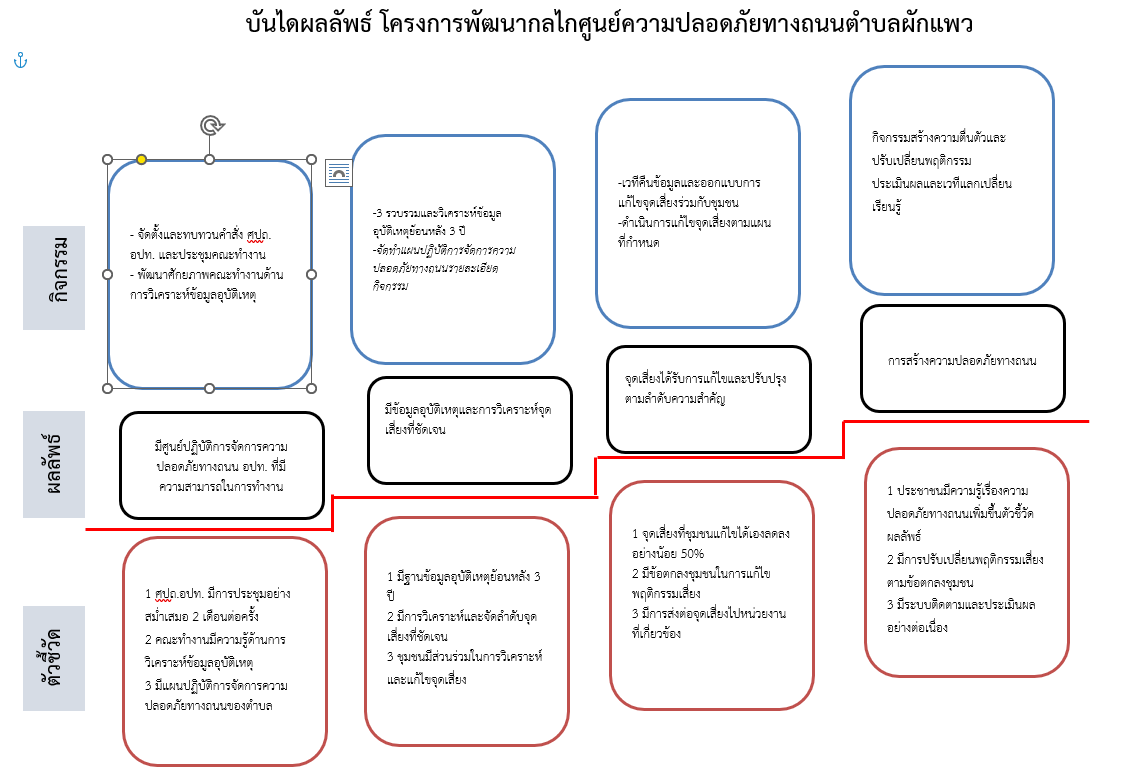 บันไดผลลัพธ์ โครงการพัฒนากลไกศูนย์ความปลอดภัยทางถนนตำบลผักแพว
กิจกรรม
- จัดตั้งและทบทวนคำสั่ง ศปถ.
อปท. และประชุมคณะทำงาน
- พัฒนาศักยภาพคณะทำงานด้าน
การวิเคราะห์ข้อมูลอุบัติเหตุ
-3 รวบรวมและวิเคราะห์ข้อมูล
อุบัติเหตุย้อนหลัง 3 ปี
-จัดทำแผนปฏิบัติการจัดการความ
ปลอดภัยทางถนนรายละเอียด
กิจกรรม
-เวทีคืนข้อมูลและออกแบบการ
แก้ไขจุดเสี่ยงร่วมกับชุมชน
-ดำเนินการแก้ไขจุดเสี่ยงตามแผน
ที่กำหนด
กิจกรรมสร้างความตื่นตัวและ
ปรับเปลี่ยนพฤติกรรม
ประเมินผลและเวทีแลกเปลี่ยน
เรียนรู้
ผลลัพธ์
มีศูนย์ปฏิบัติการจัดการความ
ปลอดภัยทางถนน อปท. ที่มี
ความสามารถในการทำงาน
มีข้อมูลอุบัติเหตุและการวิเคราะห์จุด
เสี่ยงที่ชัดเจน
จุดเสี่ยงได้รับการแก้ไขและปรับปรุง
ตามลำดับความสำคัญ
การสร้างความปลอดภัยทางถนน
ตัวชี้วัด
1 ศปถ.อปท. มีการประชุมอย่าง
สม่ำเสมอ 2 เดือนต่อครั้ง
2 คณะทำงานมีความรู้ด้านการ
วิเคราะห์ข้อมูลอุบัติเหตุ
3 มีแผนปฏิบัติการจัดการความ
ปลอดภัยทางถนนของตำบล
1 มีฐานข้อมูลอุบัติเหตุย้อนหลัง 3
ปี
2 มีการวิเคราะห์และจัดลำดับจุด
เสี่ยงที่ชัดเจน
3 ชุมชนมีส่วนร่วมในการวิเคราะห์
และแก้ไขจุดเสี่ยง
1 จุดเสี่ยงที่ชุมชนแก้ไขได้เองลดลง
อย่างน้อย 50%
2 มีข้อตกลงชุมชนในการแก้ไข
พฤติกรรมเสี่ยง
3 มีการส่งต่อจุดเสี่ยงไปหน่วยงาน
ที่เกี่ยวข้อง
1 ประชาชนมีความรู้เรื่องความ
ปลอดภัยทางถนนเพิ่มขึ้นตัวชี้วัด
ผลลัพธ์
2 มีการปรับเปลี่ยนพฤติกรรมเสี่ยง
ตามข้อตกลงชุมชน
3 มีระบบติดตามและประเมินผล
อย่างต่อเนื่อง